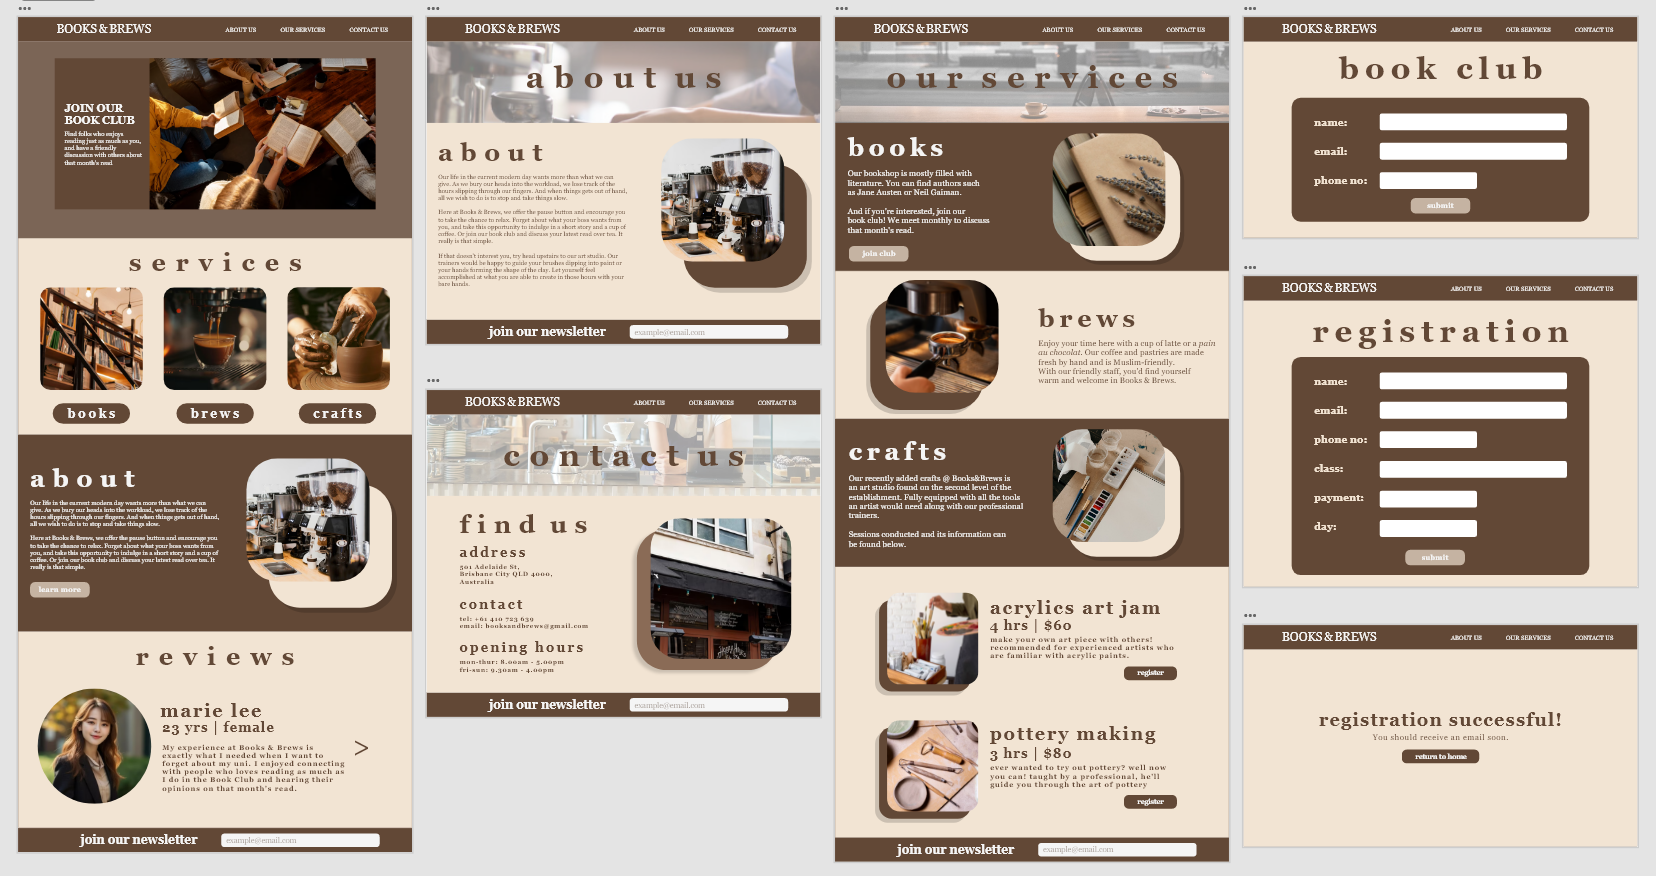 BOOKS & BREWS
ABOUT US
OUR SERVICES
CONTACT US
JOIN OUR
BOOK CLUB
Find folks who enjoys
reading just as much as you,
and have a friendly
discussion with others about
that month's read
services
books
brews
crafts
about
Our life in the current modern day wants more than what we can
give. As we bury our heads into the workload, we lose track of the
hours slipping through our fingers. And when things gets out of hand,
all we wish to do is to stop and take things slow.
Here at Books & Brews, we offer the pause button and encourage you
to take the chance to relax. Forget about what your boss wants from
you, and take this opportunity to indulge in a short story and a cup of
coffee. Or join our book club and discuss your latest read over tea. It
really is that simple.
learn more
reviews
marie lee
23 yrs | female
My experience at Books & Brews is
exactly what I needed when I want to
forget about my uni. I enjoyed connecting
with people who loves reading as much as
I do in the Book Club and hearing their
opinions on that month's read.
>
join our newsletter
example@email.com
BOOKS & BREWS
ABOUT US
OUR SERVICES
CONTACT US
about us
about
Our life in the current modern day wants more than what we can
give. As we bury our heads into the workload, we lose track of the
hours slipping through our fingers. And when things gets out of hand,
all we wish to do is to stop and take things slow.
Here at Books & Brews, we offer the pause button and encourage you
to take the chance to relax. Forget about what your boss wants from
you, and take this opportunity to indulge in a short story and a cup of
coffee. Or join our book club and discuss your latest read over tea. It
really is that simple.
If that doesn't interest you, try head upstairs to our art studio. Our
trainers would be happy to guide your brushes dipping into paint or
your hands forming the shape of the clay. Let yourself feel
accomplished at what you are able to create in those hours with your
bare hands.
join our newsletter
example@email.com
BOOKS & BREWS
ABOUT US
OUR SERVICES
CONTACT US
contact us
find us
address
501 Adelaide St,
Brisbane City QLD 4000,
Australia
contact
tel: +61 410 723 639
email: booksandbrews@gmail.com
opening hours
mon-thur: 8.00am - 5.00pm
fri-sun: 9.30am - 4.00pm
join our newsletter
example@email.com
BOOKS & BREWS
ABOUT US
OUR SERVICES
CONTACT US
our services
books
Our bookshop is mostly filled with
literature. You can find authors such
as Jane Austen or Neil Gaiman.
And if you're interested, join our
book club! We meet monthly to discuss
that month's read.
join club
brews
Enjoy your time here with a cup of latte or a pain
au chocolat. Our coffee and pastries are made
fresh by hand and is Muslim-friendly.
With our friendly staff, you'd find yourself
warm and welcome in Books & Brews.
crafts
Our recently added crafts @ Books&Brews is
an art studio found on the second level of the
establishment. Fully equipped with all the tools
an artist would need along with our professional
trainers.
Sessions conducted and its information can
be found below.
acrylics art jam
4 hrs | $60
make your own art piece with others!
recommended for experienced artists who
are familiar with acrylic paints.
register
pottery making
3 hrs | $80
ever wanted to try out pottery? well now
you can! taught by a professional, he'll
guide you through the art of pottery
register
join our newsletter
example@email.com
BOOKS & BREWS
ABOUT US
OUR SERVICES
CONTACT US
book club
name:
email:
phone no:
submit
BOOKS & BREWS
ABOUT US
OUR SERVICES
CONTACT US
registration
name:
email:
phone no:
class:
payment:
day:
submit
BOOKS & BREWS
ABOUT US
OUR SERVICES
CONTACT US
registration successful!
You should receive an email soon.
return to home